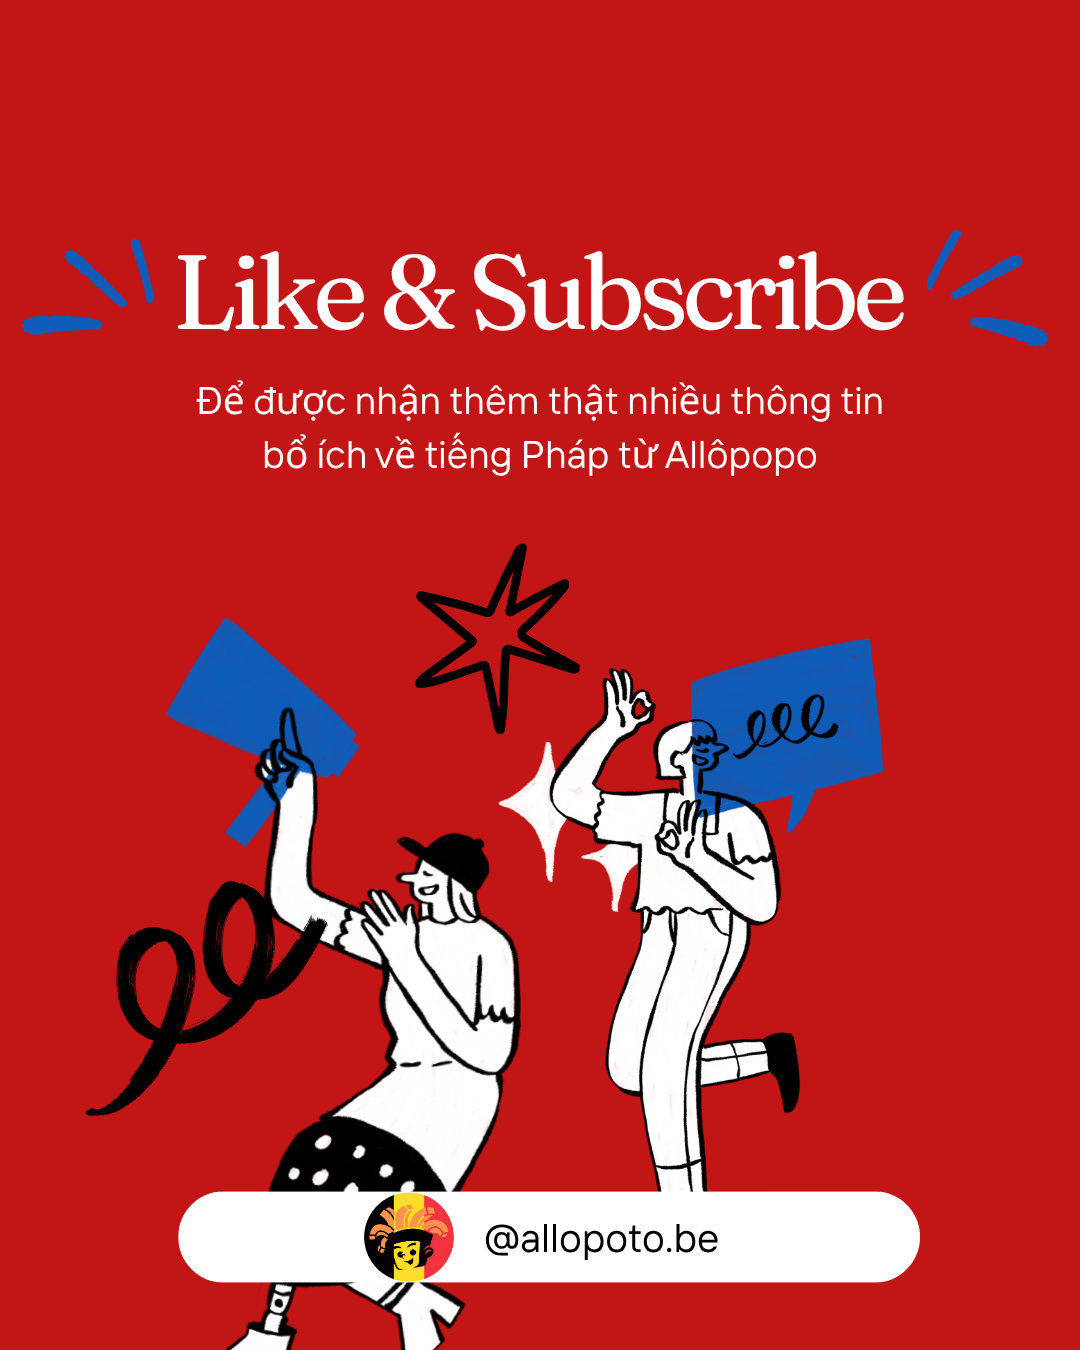 Like & Subscribe
Để được nhận thêm thật nhiều thông tin
bổ ích về tiếng Pháp từ Allôpopo
@allopoto.be